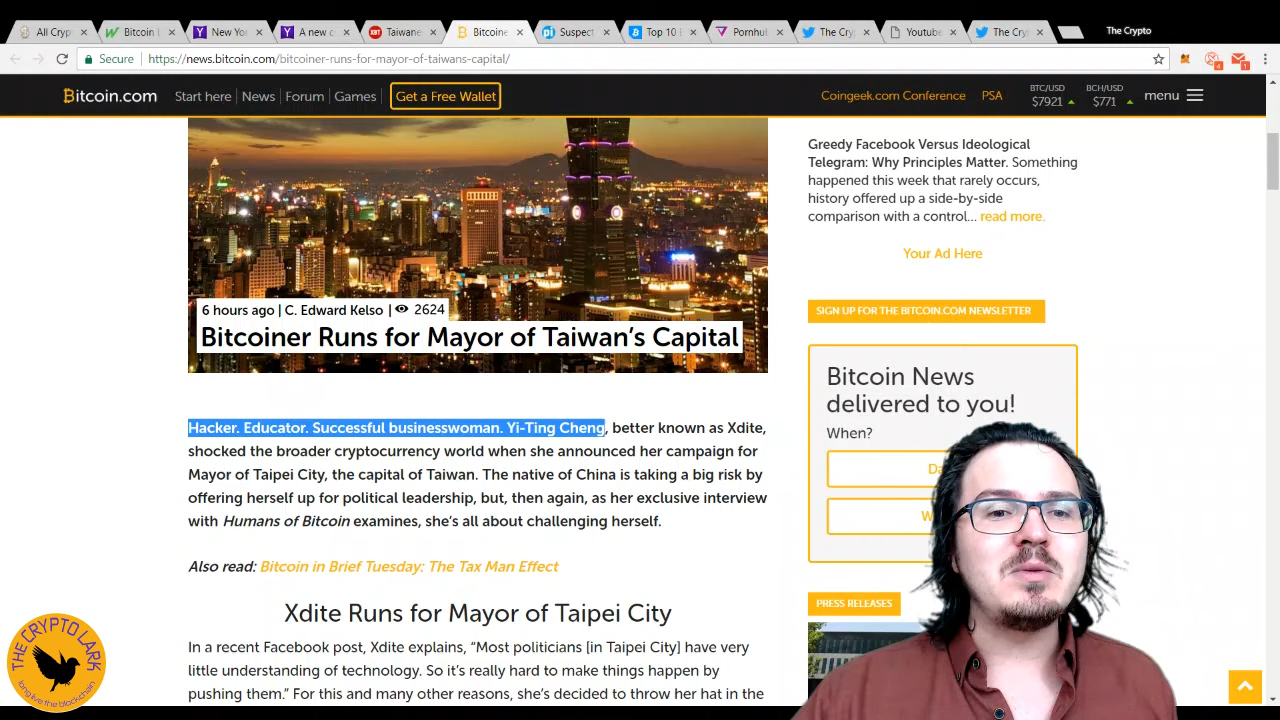 All Cryp
Bitcoin L
New Yo
A new c
Taiwane
Bitcoine
Suspect
Top 10 E
Pornhu
The Cry
Youtube
The Cry
The Crypto
Secure
https://news.bitcoin.com/bitcoiner-runs-for-mayor-of-taiwans-capital/
Bitcoin.com
Start here
News
Forum
Games
Get a Free Wallet
Coingeek.com Conference
PSA
BTC/USD
$7921
BCH/USD
$771
menu
6 hours ago | C. Edward Kelso | 2624
Bitcoiner Runs for Mayor of Taiwan's Capital
Hacker. Educator. Successful businesswoman. Yi-Ting Cheng, better known as Xdite,
shocked the broader cryptocurrency world when she announced her campaign for
Mayor of Taipei City, the capital of Taiwan. The native of China is taking a big risk by
offering herself up for political leadership, but, then again, as her exclusive interview
with Humans of Bitcoin examines, she's all about challenging herself.
Also read: Bitcoin in Brief Tuesday: The Tax Man Effect
Xdite Runs for Mayor of Taipei City
In a recent Facebook post, Xdite explains, "Most politicians [in Taipei City] have very
little understanding of technology. So it's really hard to make things happen by
pushing them." For this and many other reasons, she's decided to throw her hat in the
Greedy Facebook Versus Ideological
Telegram: Why Principles Matter. Something
happened this week that rarely occurs,
history offered up a side-by-side
comparison with a control... read more.
Your Ad Here
SIGN UP FOR THE BITCOIN.COM NEWSLETTER
Bitcoin News
delivered to you!
When?
Da
W
PRESS RELEASES
THE CRYPTO LARK
long live the blockchain